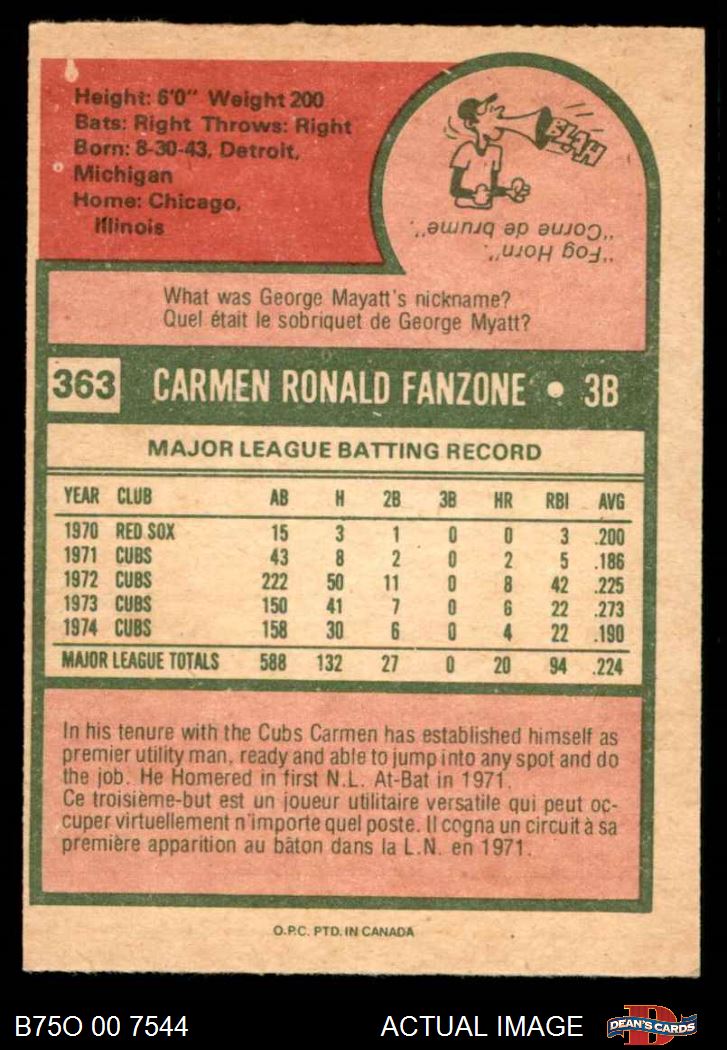 Height: 6'0" Weight 200
Bats: Right Throws: Right
Born: 8-30-43, Detroit,
Michigan
Home: Chicago,
Illinois
BLAH
"Fog Horn".
"Corne de brume".
What was George Mayatt's nickname?
Quel était le sobriquet de George Myatt?
363 CARMEN RONALD FANZONE • 3B
MAJOR LEAGUE BATTING RECORD
YEAR CLUB AB H 2B 3B HR RBI AVG
1970 RED SOX 15 3 1 0 0 3 .200
1971 CUBS 43 8 2 0 2 5 .186
1972 CUBS 222 50 11 0 8 42 .225
1973 CUBS 150 41 7 0 6 22 .273
1974 CUBS 158 30 6 0 4 22 .190
MAJOR LEAGUE TOTALS 588 132 27 0 20 94 .224
In his tenure with the Cubs Carmen has established himself as
premier utility man, ready and able to jump into any spot and do
the job. He Homered in first N.L. At-Bat in 1971.
Ce troisième-but est un joueur utilitaire versatile qui peut oc-
cuper virtuellement n'importe quel poste. Il cogna un circuit à sa
première apparition au bâton dans la L.N. en 1971.
O.P.C. PTD. IN CANADA
B75O 00 7544 ACTUAL IMAGE D DEAN'S CARDS